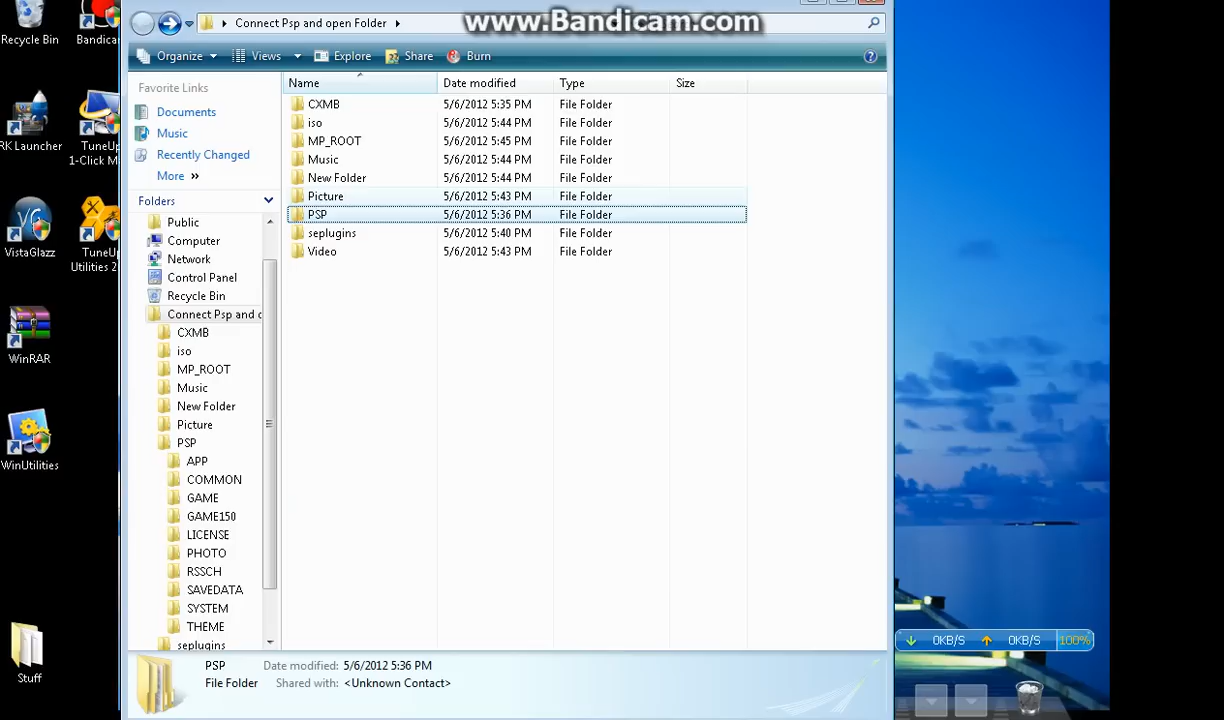 www.Bandicam.com
Connect Psp and open Folder
Organize Views Explore Share Burn
Favorite Links
Documents
Music
Recently Changed
More
Folders
Public
Computer
Network
Control Panel
Recycle Bin
Connect Psp and
CXMB
iso
MP_ROOT
Music
New Folder
Picture
PSP
APP
COMMON
GAME
GAME150
LICENSE
PHOTO
RSSCH
SAVEDATA
SYSTEM
THEME
seplugins
Name Date modified Type Size
CXMB 5/6/2012 5:35 PM File Folder
iso 5/6/2012 5:44 PM File Folder
MP_ROOT 5/6/2012 5:45 PM File Folder
Music 5/6/2012 5:44 PM File Folder
New Folder 5/6/2012 5:44 PM File Folder
Picture 5/6/2012 5:43 PM File Folder
PSP 5/6/2012 5:36 PM File Folder
seplugins 5/6/2012 5:40 PM File Folder
Video 5/6/2012 5:43 PM File Folder
PSP Date modified: 5/6/2012 5:36 PM
File Folder Shared with: <Unknown Contact>
Recycle Bin
Bandicam
RK Launcher
TuneUp
1-Click M
VistaGlazz
TuneUp
Utilities 2
WinRAR
WinUtilities
Stuff
0KB/S 0KB/S 100%